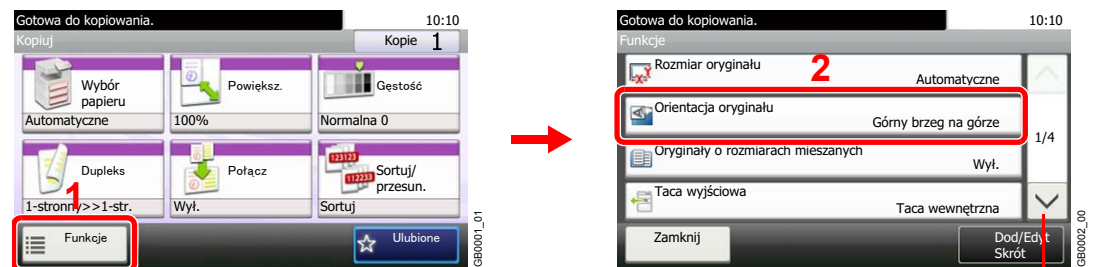 Gotowa do kopiowania. 10:10
Kopiuj Kopie 1
Wybór
papieru
Automatyczne
Powiększ.
100%
Gęstość
Normalna 0
Dupleks
1-stronny>>1-str.
Połącz
Wył.
123123
112233
Sortuj/
przesun.
Sortuj
1
Funkcje
Ulubione
GB0001_01
Gotowa do kopiowania. 10:10
Funkcje
2
Rozmiar oryginału
Automatyczne
Orientacja oryginału
Górny brzeg na górze
Oryginały o rozmiarach mieszanych
Wył.
Taca wyjściowa
Taca wewnętrzna
1/4
Zamknij
Dod/Edyt
Skrót
GB0002_00